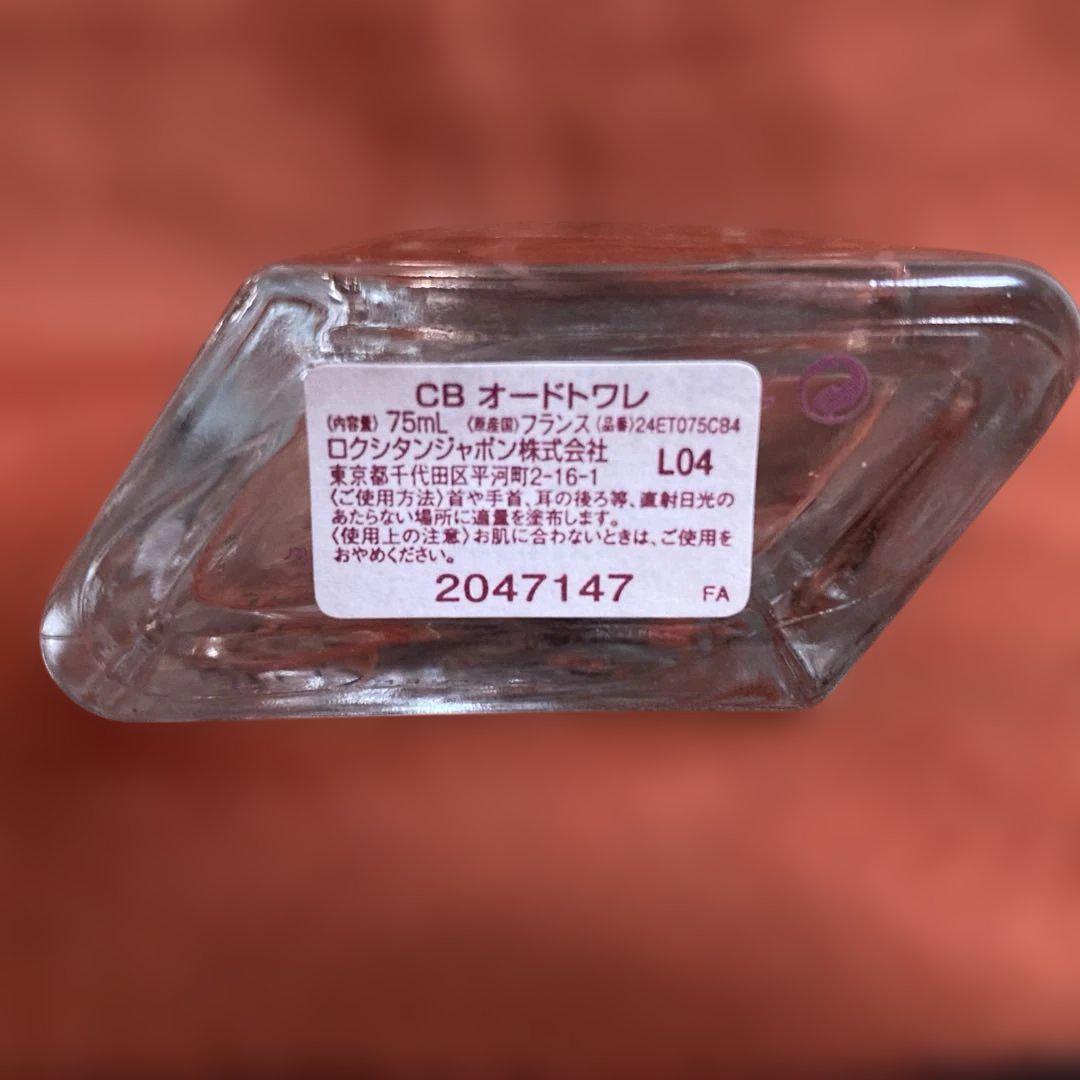 CB オードトワレ
(内容量) 75mL (原産国)フランス (品番)24ET075CB4
ロクシタンジャポン株式会社 L04
東京都千代田区平河町2-16-1
〈ご使用方法〉首や手首、耳の後ろ等、直射日光の
あたらない場所に適量を塗布します。
〈使用上の注意〉お肌に合わないときは、ご使用を
おやめください。
2047147 FA